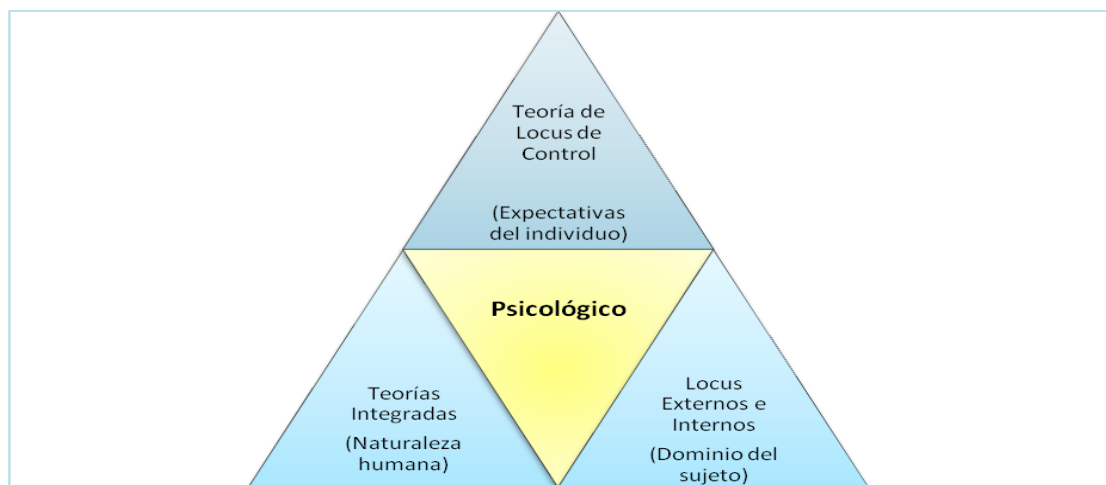 Teoría de
Locus de
Control
(Expectativas
del individuo)
Psicológico
Teorías
Integradas
(Naturaleza
humana)
Locus
Externos e
Internos
(Dominio del
sujeto)